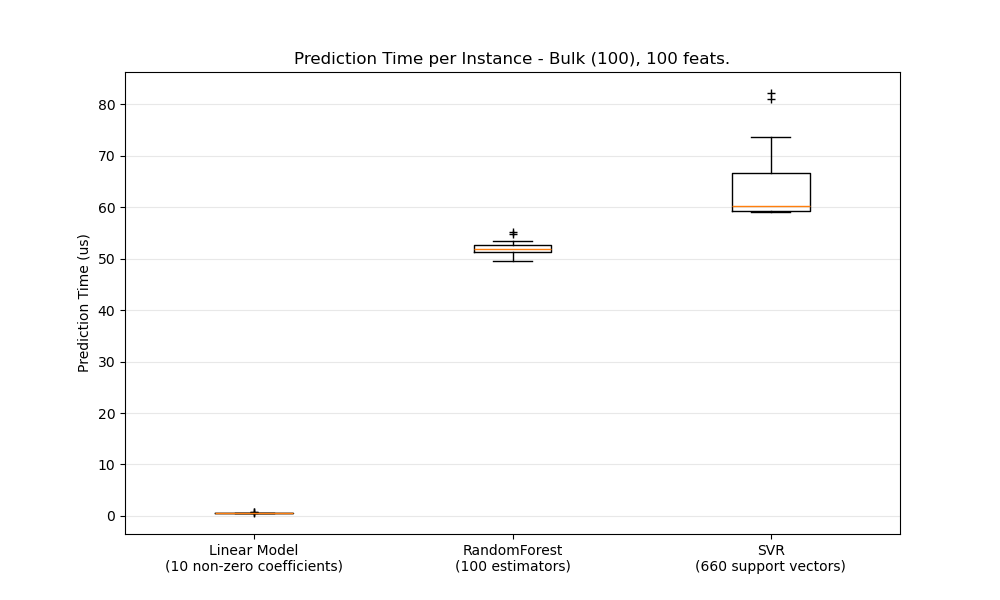 Prediction Time per Instance - Bulk (100), 100 feats.
Prediction Time (us)
80
70
60
50
40
30
20
10
0
Linear Model
(10 non-zero coefficients)
RandomForest
(100 estimators)
SVR
(660 support vectors)